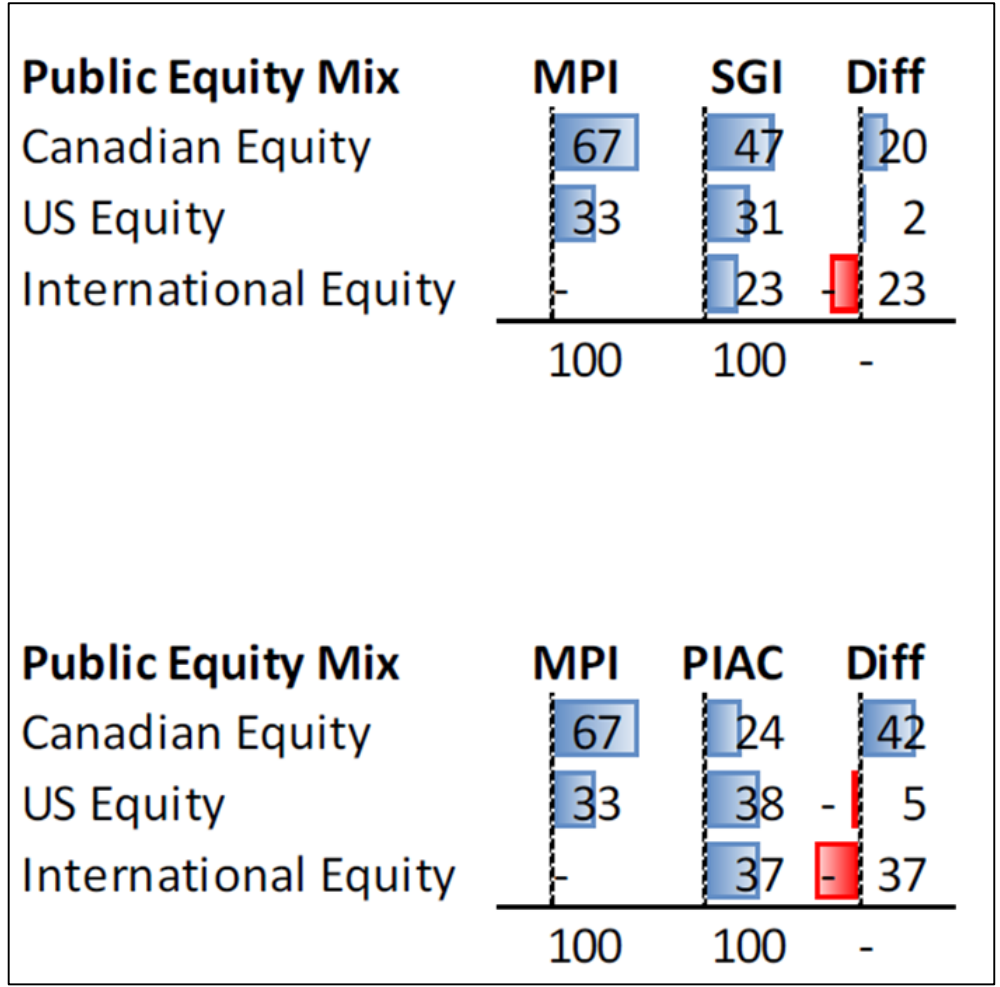 Public Equity Mix MPI SGI Diff
Canadian Equity 67 47 20
US Equity 33 31 2
International Equity - 23 - 23
100 100 -
Public Equity Mix MPI PIAC Diff
Canadian Equity 67 24 42
US Equity 33 38 - 5
International Equity - 37 - 37
100 100 -